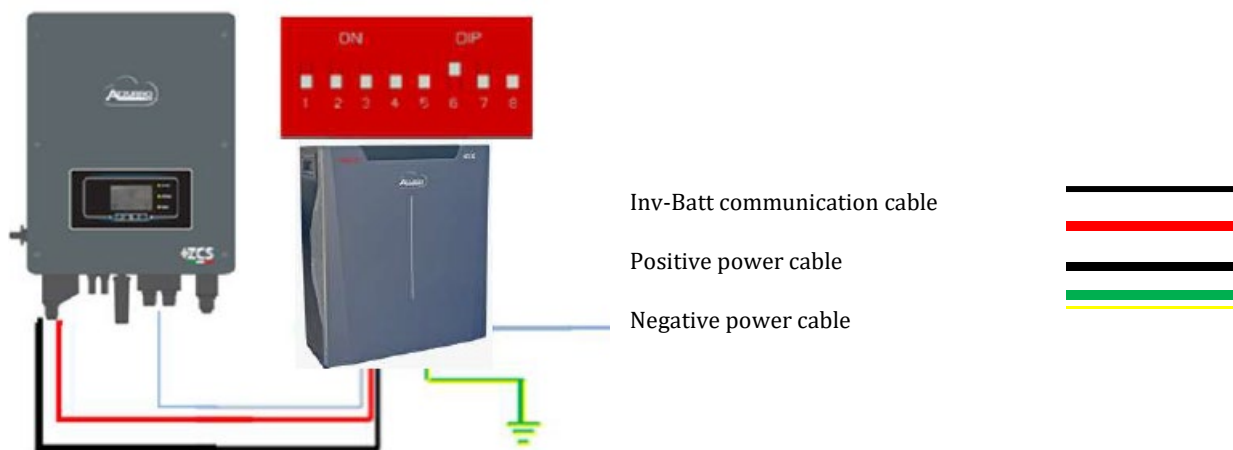 ON DIP
1 2 3 4 5 6 7 8
AZZURRO
ZCS
Inv-Batt communication cable
Positive power cable
Negative power cable